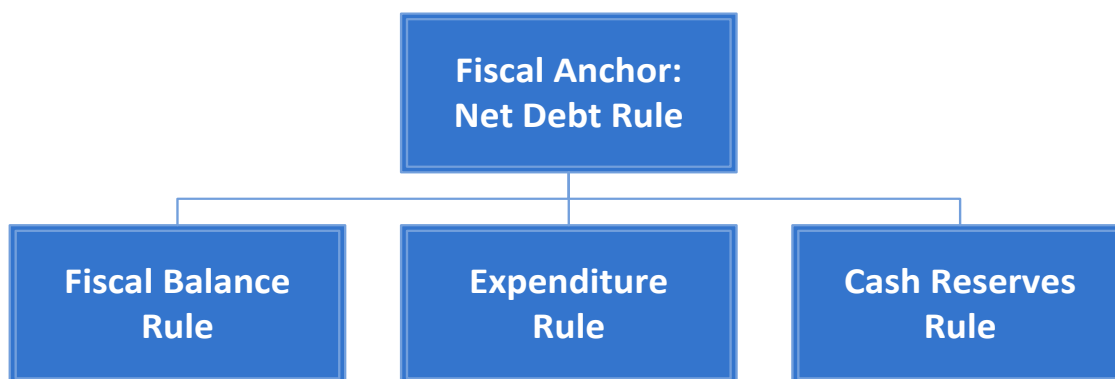 Fiscal Anchor:
Net Debt Rule
Fiscal Balance
Rule
Expenditure
Rule
Cash Reserves
Rule